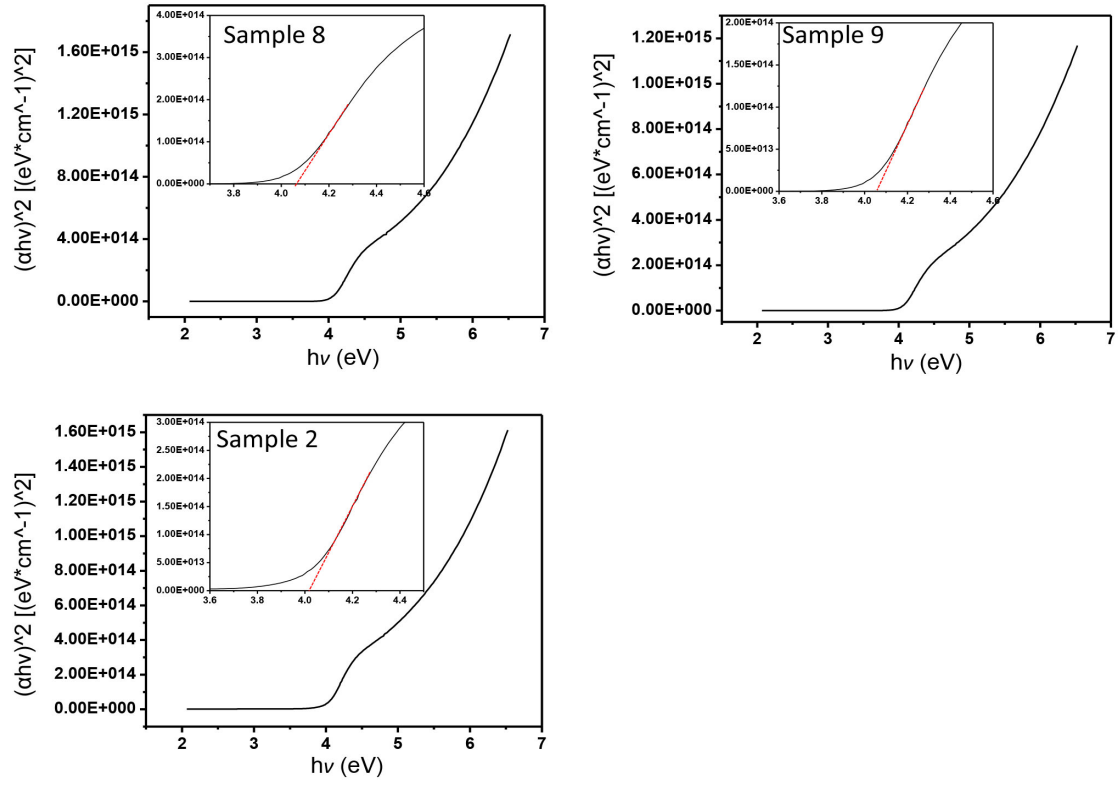 Sample 8
4.00E+014
3.00E+014
2.00E+014
1.00E+014
0.00E+000
3.8 4.0 4.2 4.4 4.6
1.60E+015
1.20E+015
8.00E+014
4.00E+014
0.00E+000
2 3 4 5 6 7
(αhν)^2 [(eV*cm^-1)^2]
hν (eV)
Sample 9
2.00E+014
1.50E+014
1.00E+014
5.00E+013
0.00E+000
3.6 3.8 4.0 4.2 4.4 4.6
1.20E+015
1.00E+015
8.00E+014
6.00E+014
4.00E+014
2.00E+014
0.00E+000
2 3 4 5 6 7
(αhν)^2 [(eV*cm^-1)^2]
hν (eV)
Sample 2
3.00E+014
2.50E+014
2.00E+014
1.50E+014
1.00E+014
5.00E+013
0.00E+000
3.6 3.8 4.0 4.2 4.4
1.60E+015
1.40E+015
1.20E+015
1.00E+015
8.00E+014
6.00E+014
4.00E+014
2.00E+014
0.00E+000
2 3 4 5 6 7
(αhν)^2 [(eV*cm^-1)^2]
hν (eV)